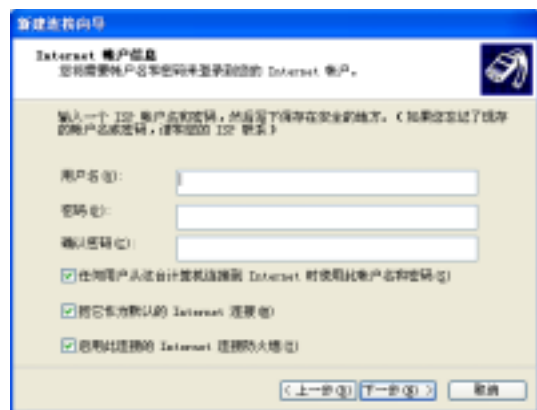 新建连接向导
Internet 帐户信息
您将需要帐户名和密码来登录到您的 Internet 帐户。
输入一个 ISP 帐户名和密码，然后写下保存在安全的地方。（如果您忘记了现存
的帐户名或密码，请和您的 ISP 联系）
用户名(U):
密码(P):
确认密码(C):
任何用户从这台计算机连接到 Internet 时使用此帐户名和密码(S)
把它作为默认的 Internet 连接(M)
启用此连接的 Internet 连接防火墙(I)
<上一步(B)
下一步(N)>
取消